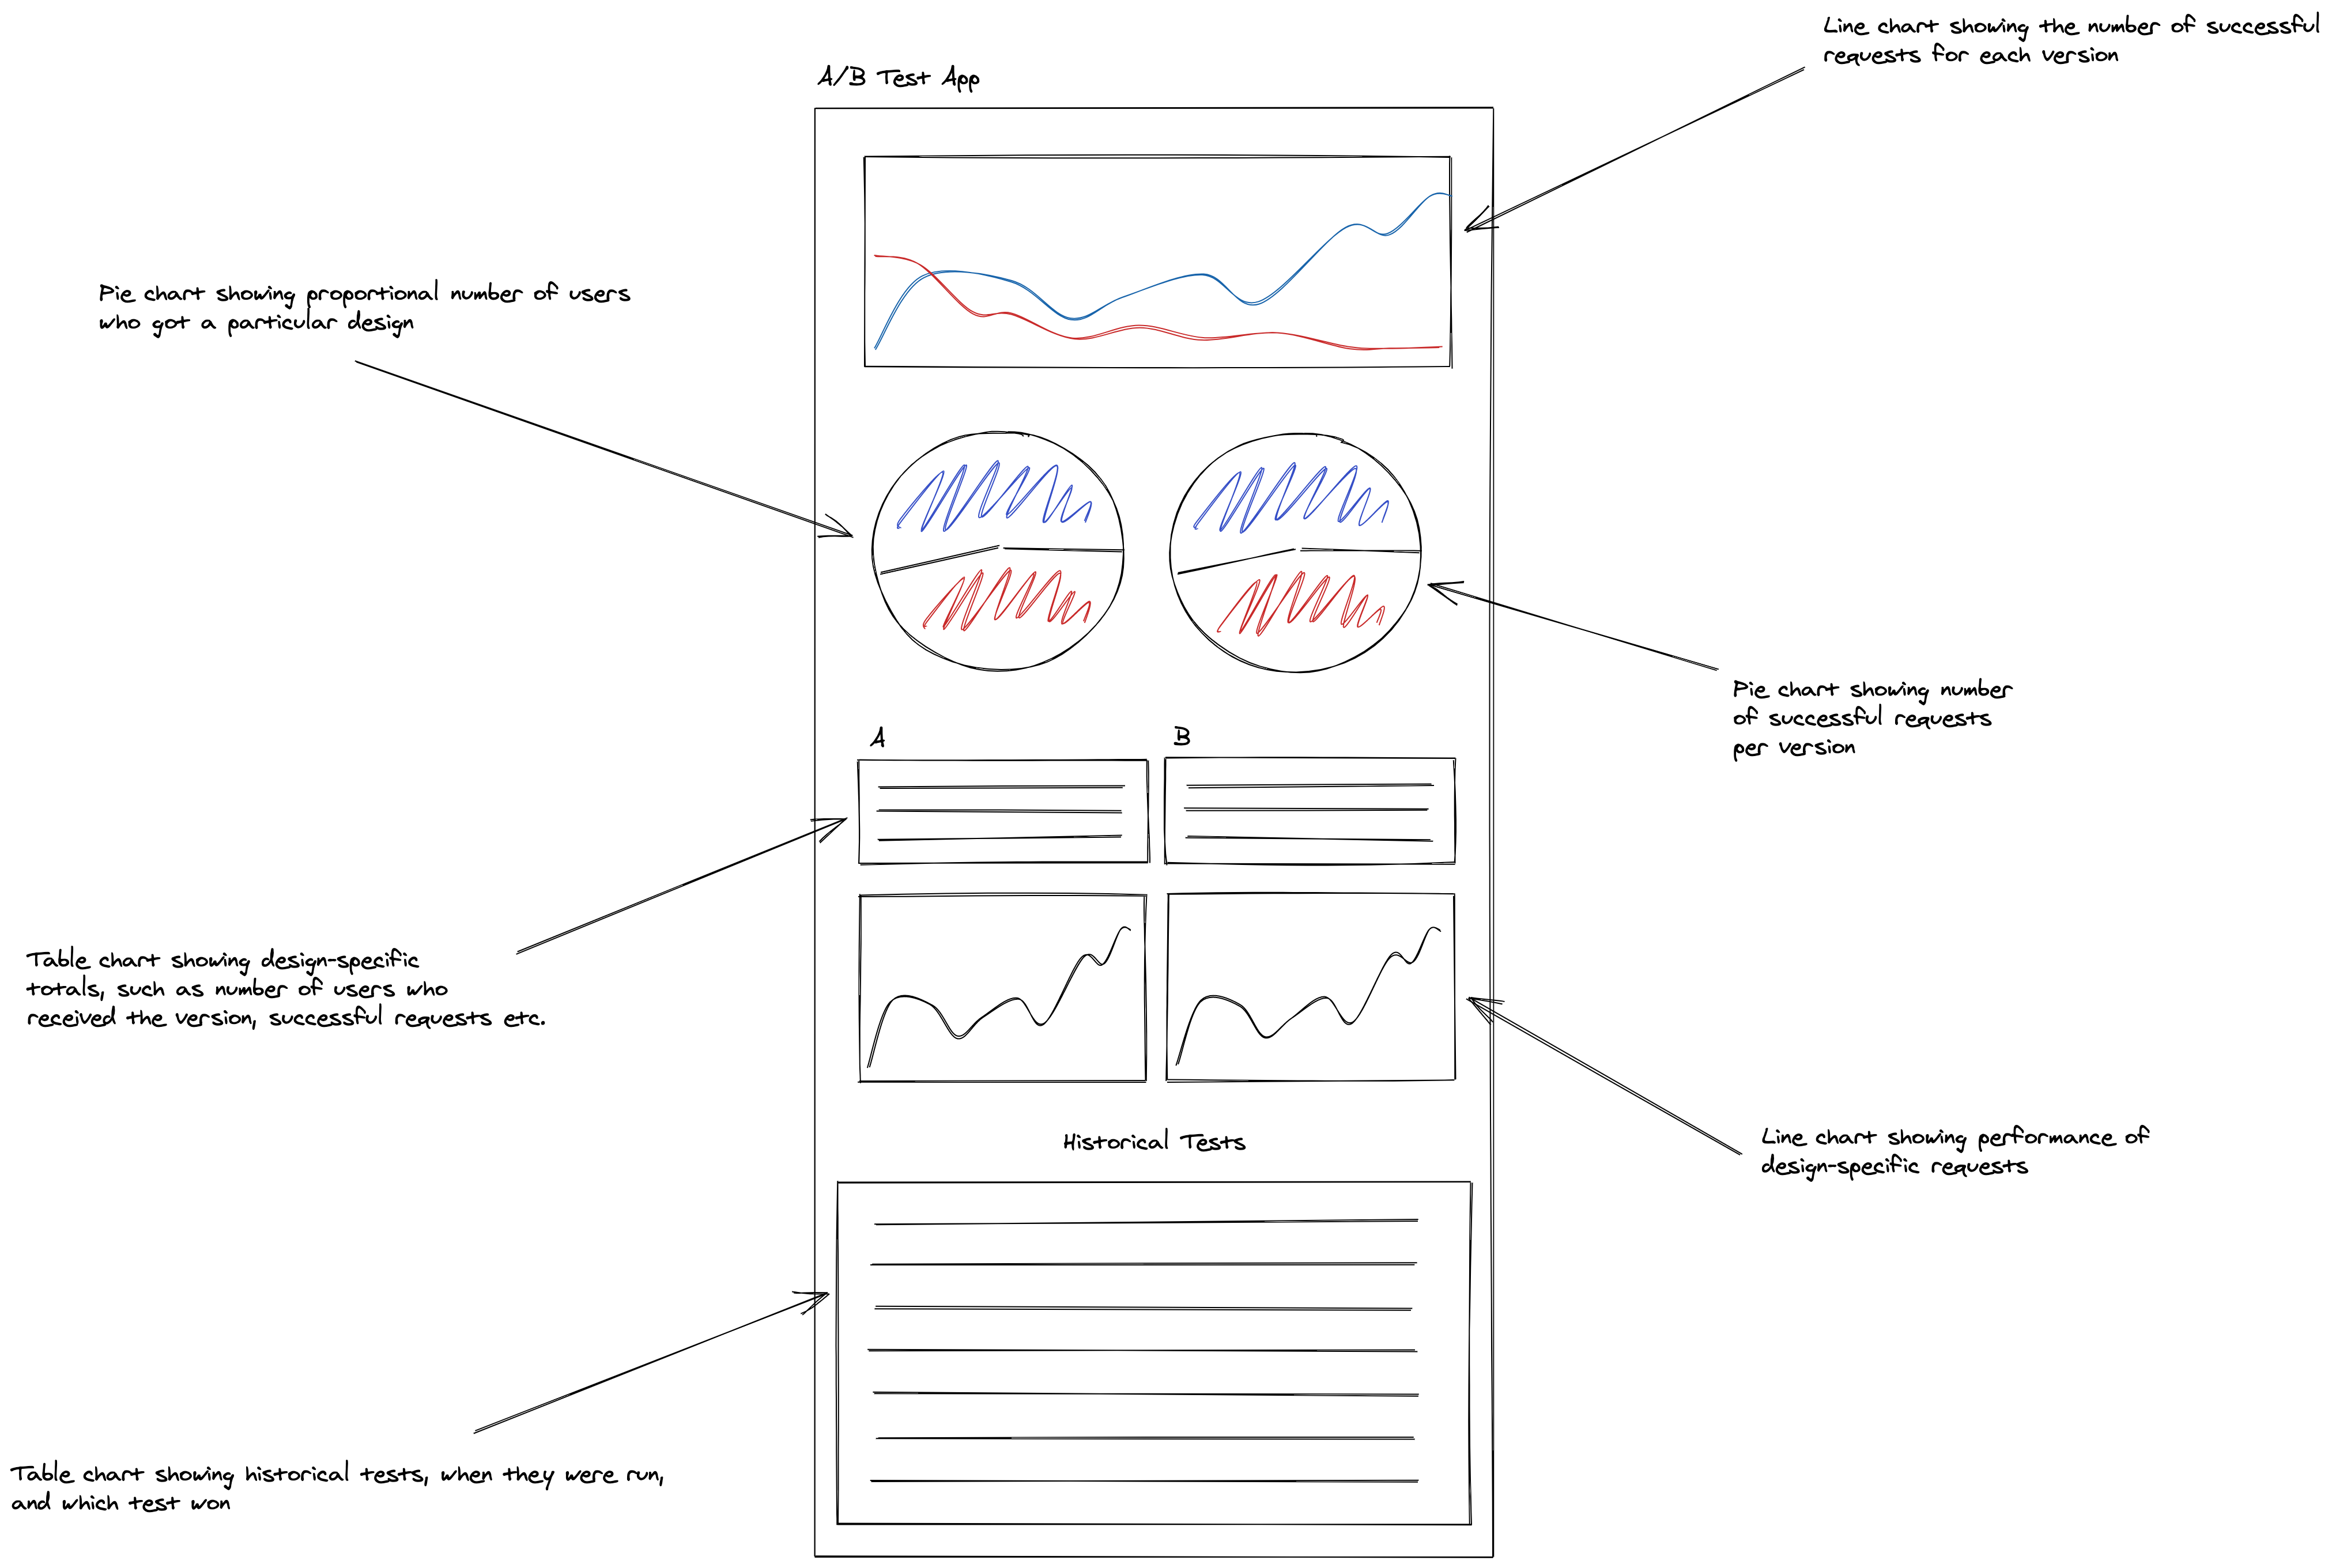 Line chart showing the number of successful
requests for each version
A/B Test App
Pie chart showing proportional number of users
who got a particular design
Pie chart showing number
of successful requests
per version
A
B
Table chart showing design-specific
totals, such as number of users who
received the version, successful requests etc.
Line chart showing performance of
design-specific requests
Historical Tests
Table chart showing historical tests, when they were run,
and which test won